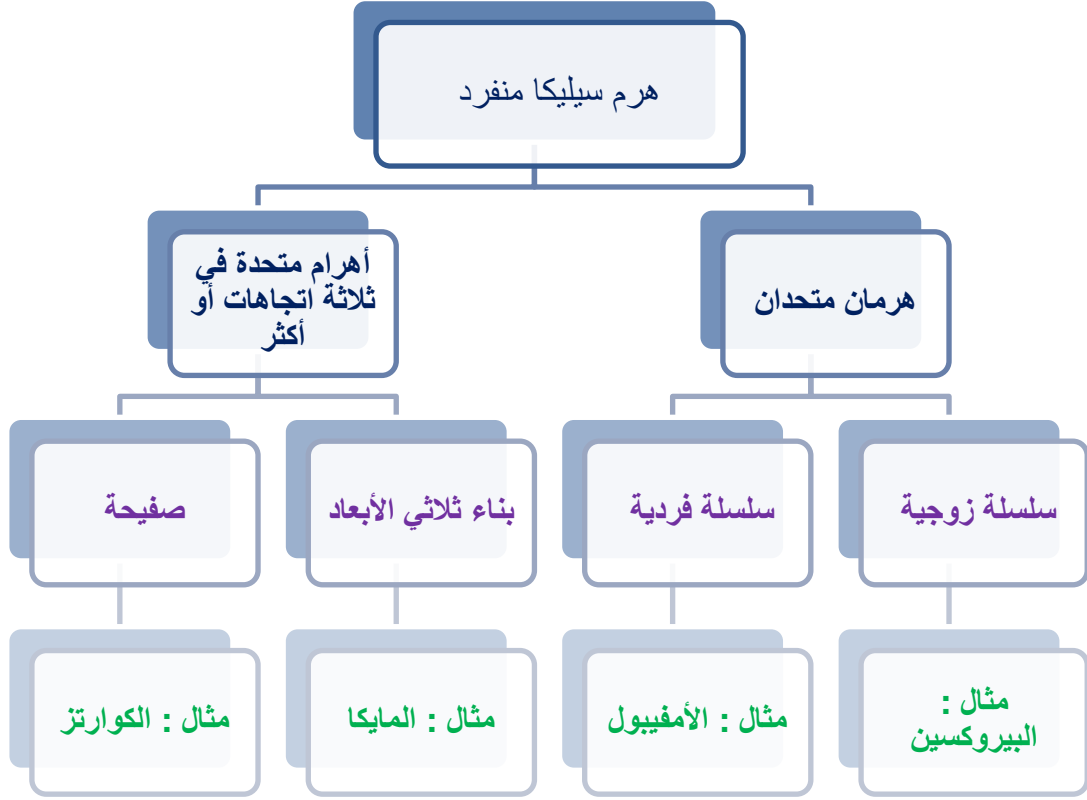 هرم سيليكا منفرد
هرمان متحدان
أهرام متحدة في
ثلاثة اتجاهات أو
أكثر
سلسلة زوجية
سلسلة فردية
بناء ثلاثي الأبعاد
صفيحة
مثال :
البيروكسين
مثال : الأمفيبول
مثال : المايكا
مثال : الكوارتز